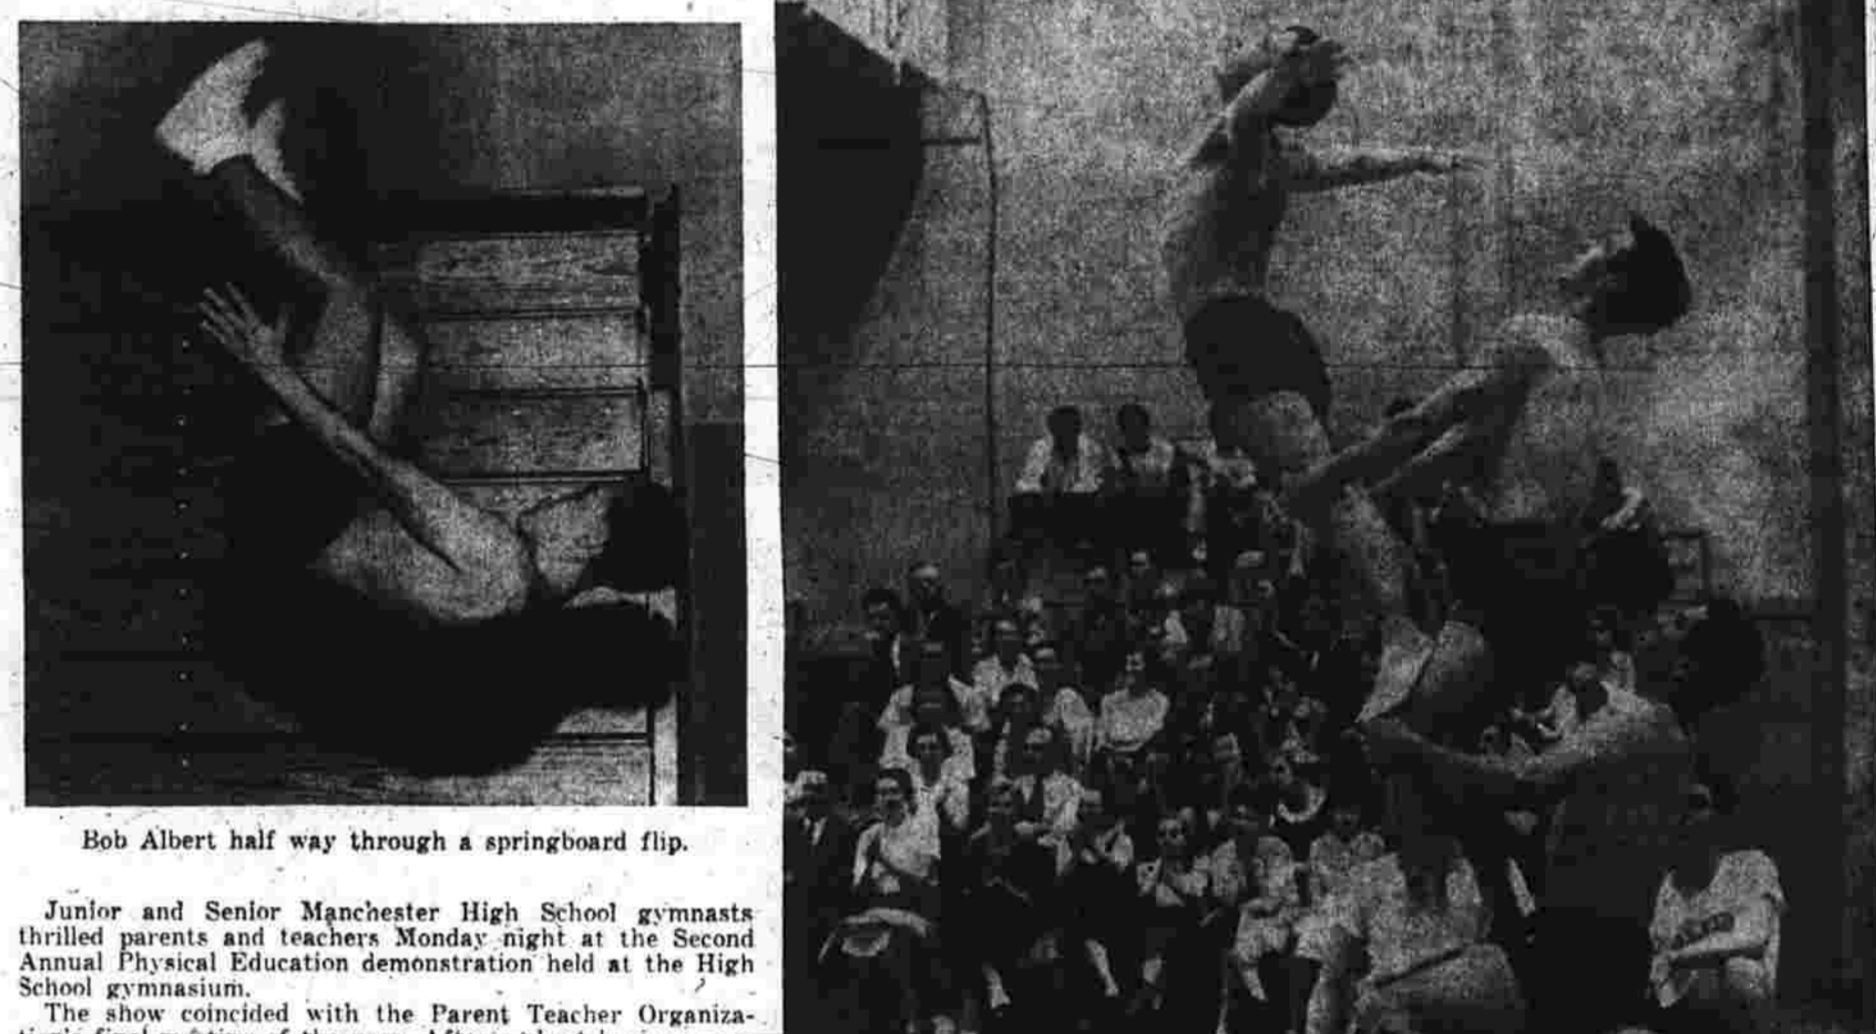 Bob Albert half way through a springboard flip.
Junior and Senior Manchester High School gymnasts
thrilled parents and teachers Monday night at the Second
Annual Physical Education demonstration held at the High
School gymnasium.
The show coincided with the Parent Teacher Organiza-